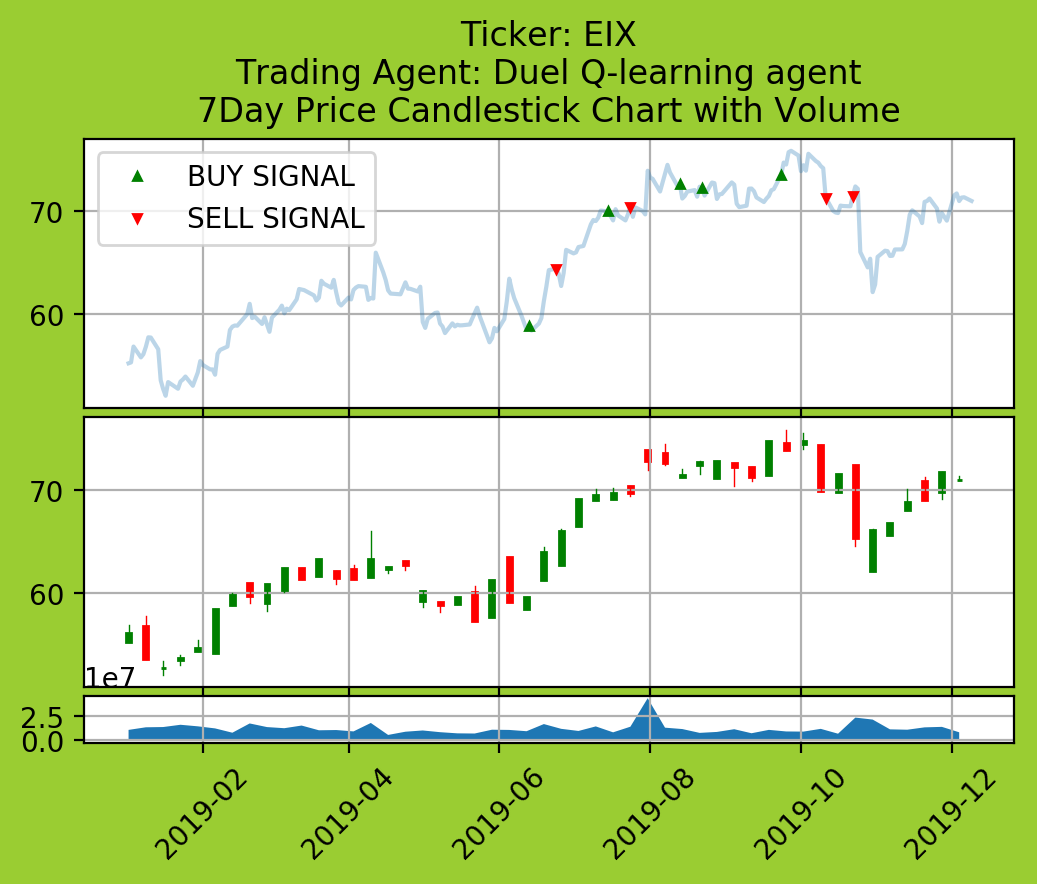 Ticker: EIX
Trading Agent: Duel Q-learning agent
7Day Price Candlestick Chart with Volume
BUY SIGNAL
SELL SIGNAL
70
60
70
60
1e7
2.5
0.0
2019-02
2019-04
2019-06
2019-08
2019-10
2019-12